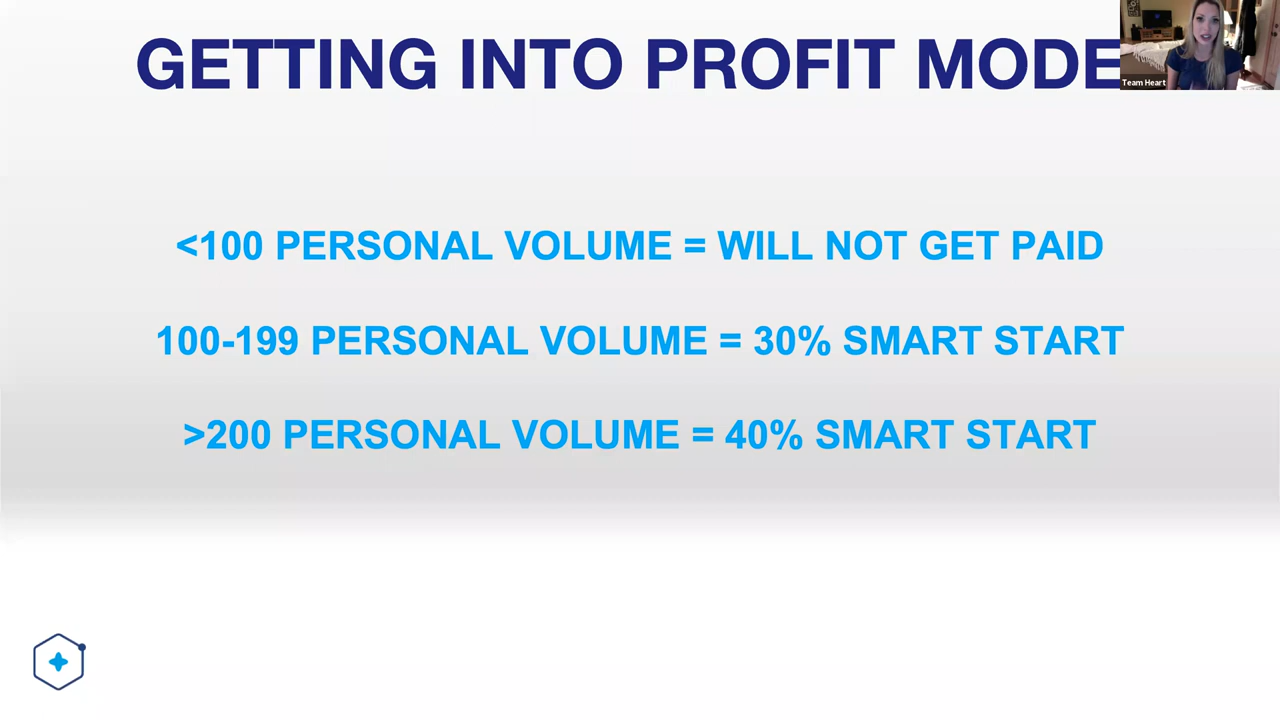 GETTING INTO PROFIT MODE
Team Heart
<100 PERSONAL VOLUME = WILL NOT GET PAID
100-199 PERSONAL VOLUME = 30% SMART START
>200 PERSONAL VOLUME = 40% SMART START